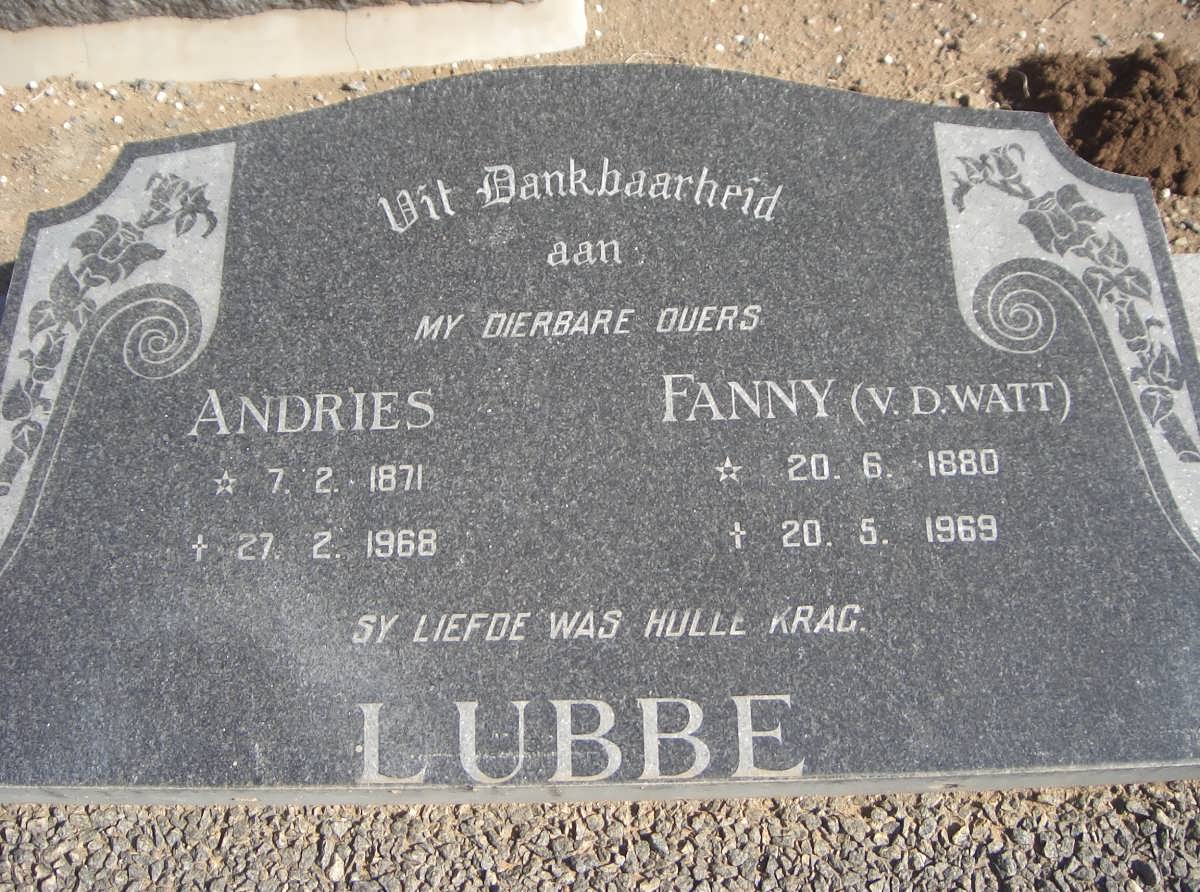 Uit Dankbaarheid
aan
MY DIERBARE OUERS
ANDRIES
☆ 7. 2. 1871
† 27. 2. 1968
FANNY (V. D. WATT)
☆ 20. 6. 1880
† 20. 5. 1969
SY LIEFDE WAS HULLE KRAG.
LUBBE